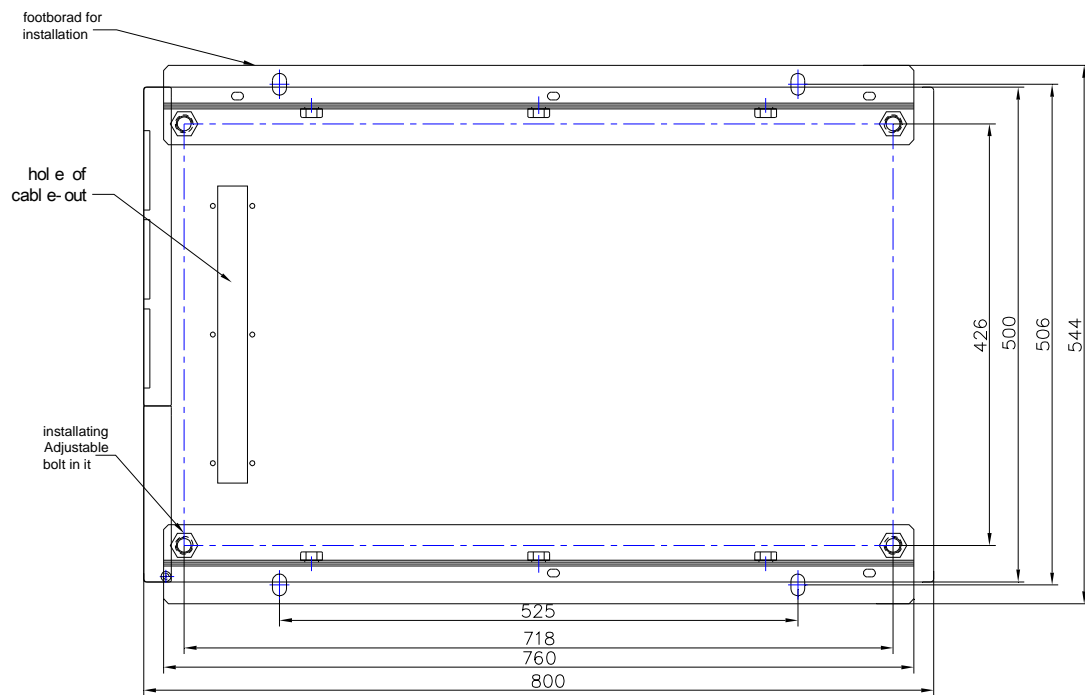 footborad for
installation
hol e of
cabl e-out
installating
Adjustable
bolt in it
426
500
506
544
525
718
760
800